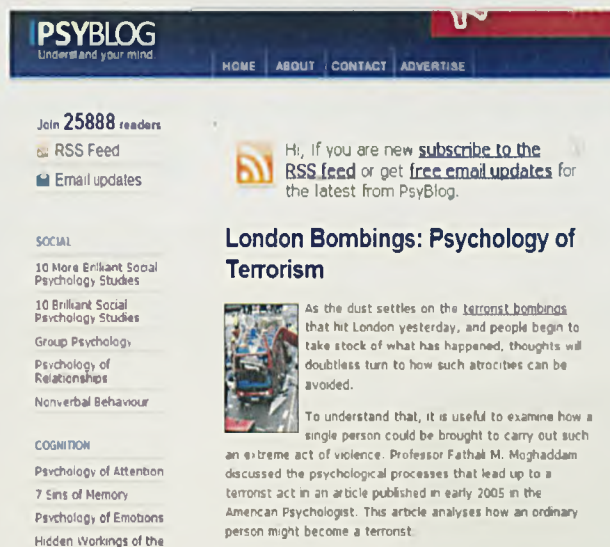 PSYBLOG
Understand your mind.
HOME ABOUT CONTACT ADVERTISE
Join 25888 readers
RSS Feed
Email updates
SOCIAL
10 More Brilliant Social
Psychology Studies
10 Brilliant Social
Psychology Studies
Group Psychology
Psychology of
Relationships
Nonverbal Behaviour
COGNITION
Psychology of Attention
7 Sins of Memory
Psychology of Emotions
Hidden Workings of the
Hi, If you are new subscribe to the
RSS feed or get free email updates for
the latest from PsyBlog.
London Bombings: Psychology of
Terrorism
As the dust settles on the terrorist bombings
that hit London yesterday, and people begin to
take stock of what has happened, thoughts will
doubtless turn to how such atrocities can be
avoided.
To understand that, it is useful to examine how a
single person could be brought to carry out such
an extreme act of violence. Professor Fathali M. Moghaddam
discussed the psychological processes that lead up to a
terrorist act in an article published in early 2005 in the
American Psychologist. This article analyses how an ordinary
person might become a terrorist.